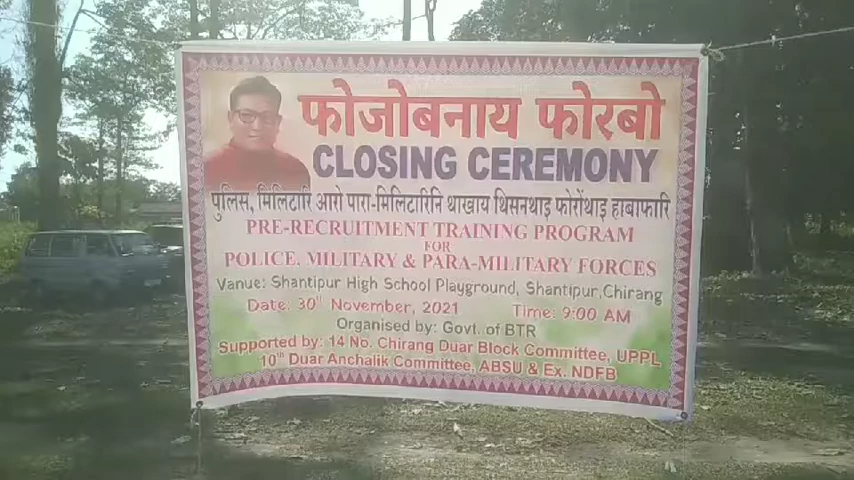 फोजोबनाय फोरबो
CLOSING CEREMONY
पुलिस, मिलिटारि आरो पारा-मिलिटारिनि थाखाय थिसनथाइ फोरोंथाइ हाबाफारि
PRE-RECRUITMENT TRAINING PROGRAM
FOR
POLICE, MILITARY & PARA-MILITARY FORCES
Vanue: Shantipur High School Playground, Shantipur, Chirang
Date: 30th November, 2021 Time: 9:00 AM
Organised by: Govt. of BTR
Supported by: 14 No. Chirang Duar Block Committee, UPPL
10th Duar Anchalik Committee, ABSU & Ex. NDFB